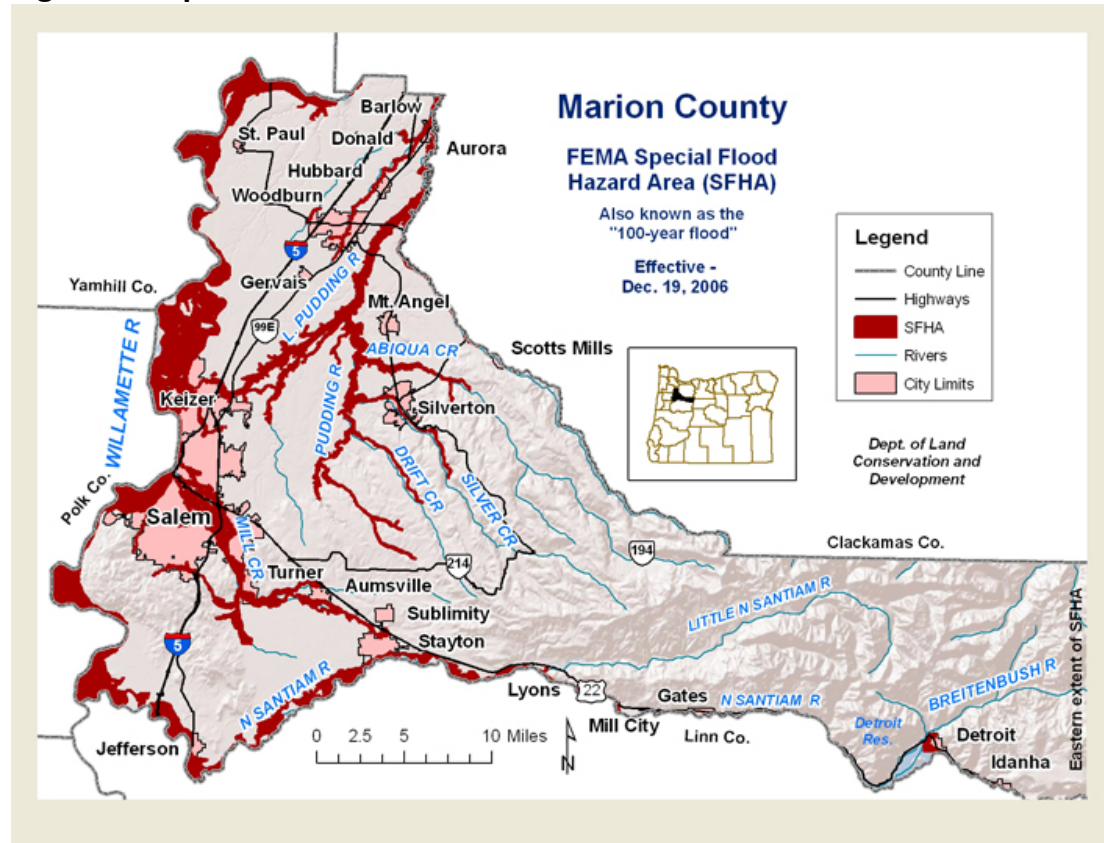 Marion County
FEMA Special Flood
Hazard Area (SFHA)
Also known as the
"100-year flood"
Effective -
Dec. 19, 2006
Legend
County Line
Highways
SFHA
Rivers
City Limits
Dept. of Land
Conservation and
Development
Barlow
St. Paul
Donald
Aurora
Hubbard
Woodburn
5
Gervais
Yamhill Co.
L. PUDDING R
Mt. Angel
99E
ABIQUA CR
Scotts Mills
WILLAMETTE R
Keizer
PUDDING R
Silverton
DRIFT CR
SILVER CR
Polk Co.
Salem
MILL CR
Clackamas Co.
194
214
Turner
Aumsville
Sublimity
Stayton
LITTLE N SANTIAM R
5
N SANTIAM R
Lyons
22
Gates
N SANTIAM R
BREITENBUSH R
Eastern extent of SFHA
Mill City
Linn Co.
Detroit
Res.
Detroit
Idanha
Jefferson
0 2.5 5 10 Miles
N